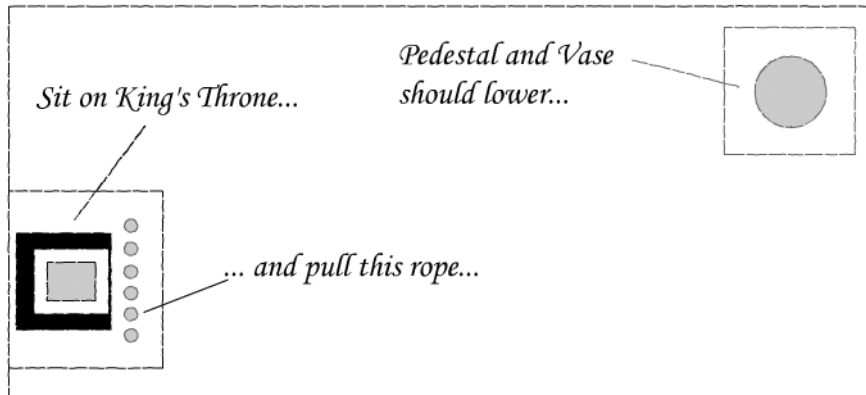 Pedestal and Vase
should lower...
Sit on King's Throne...
... and pull this rope...